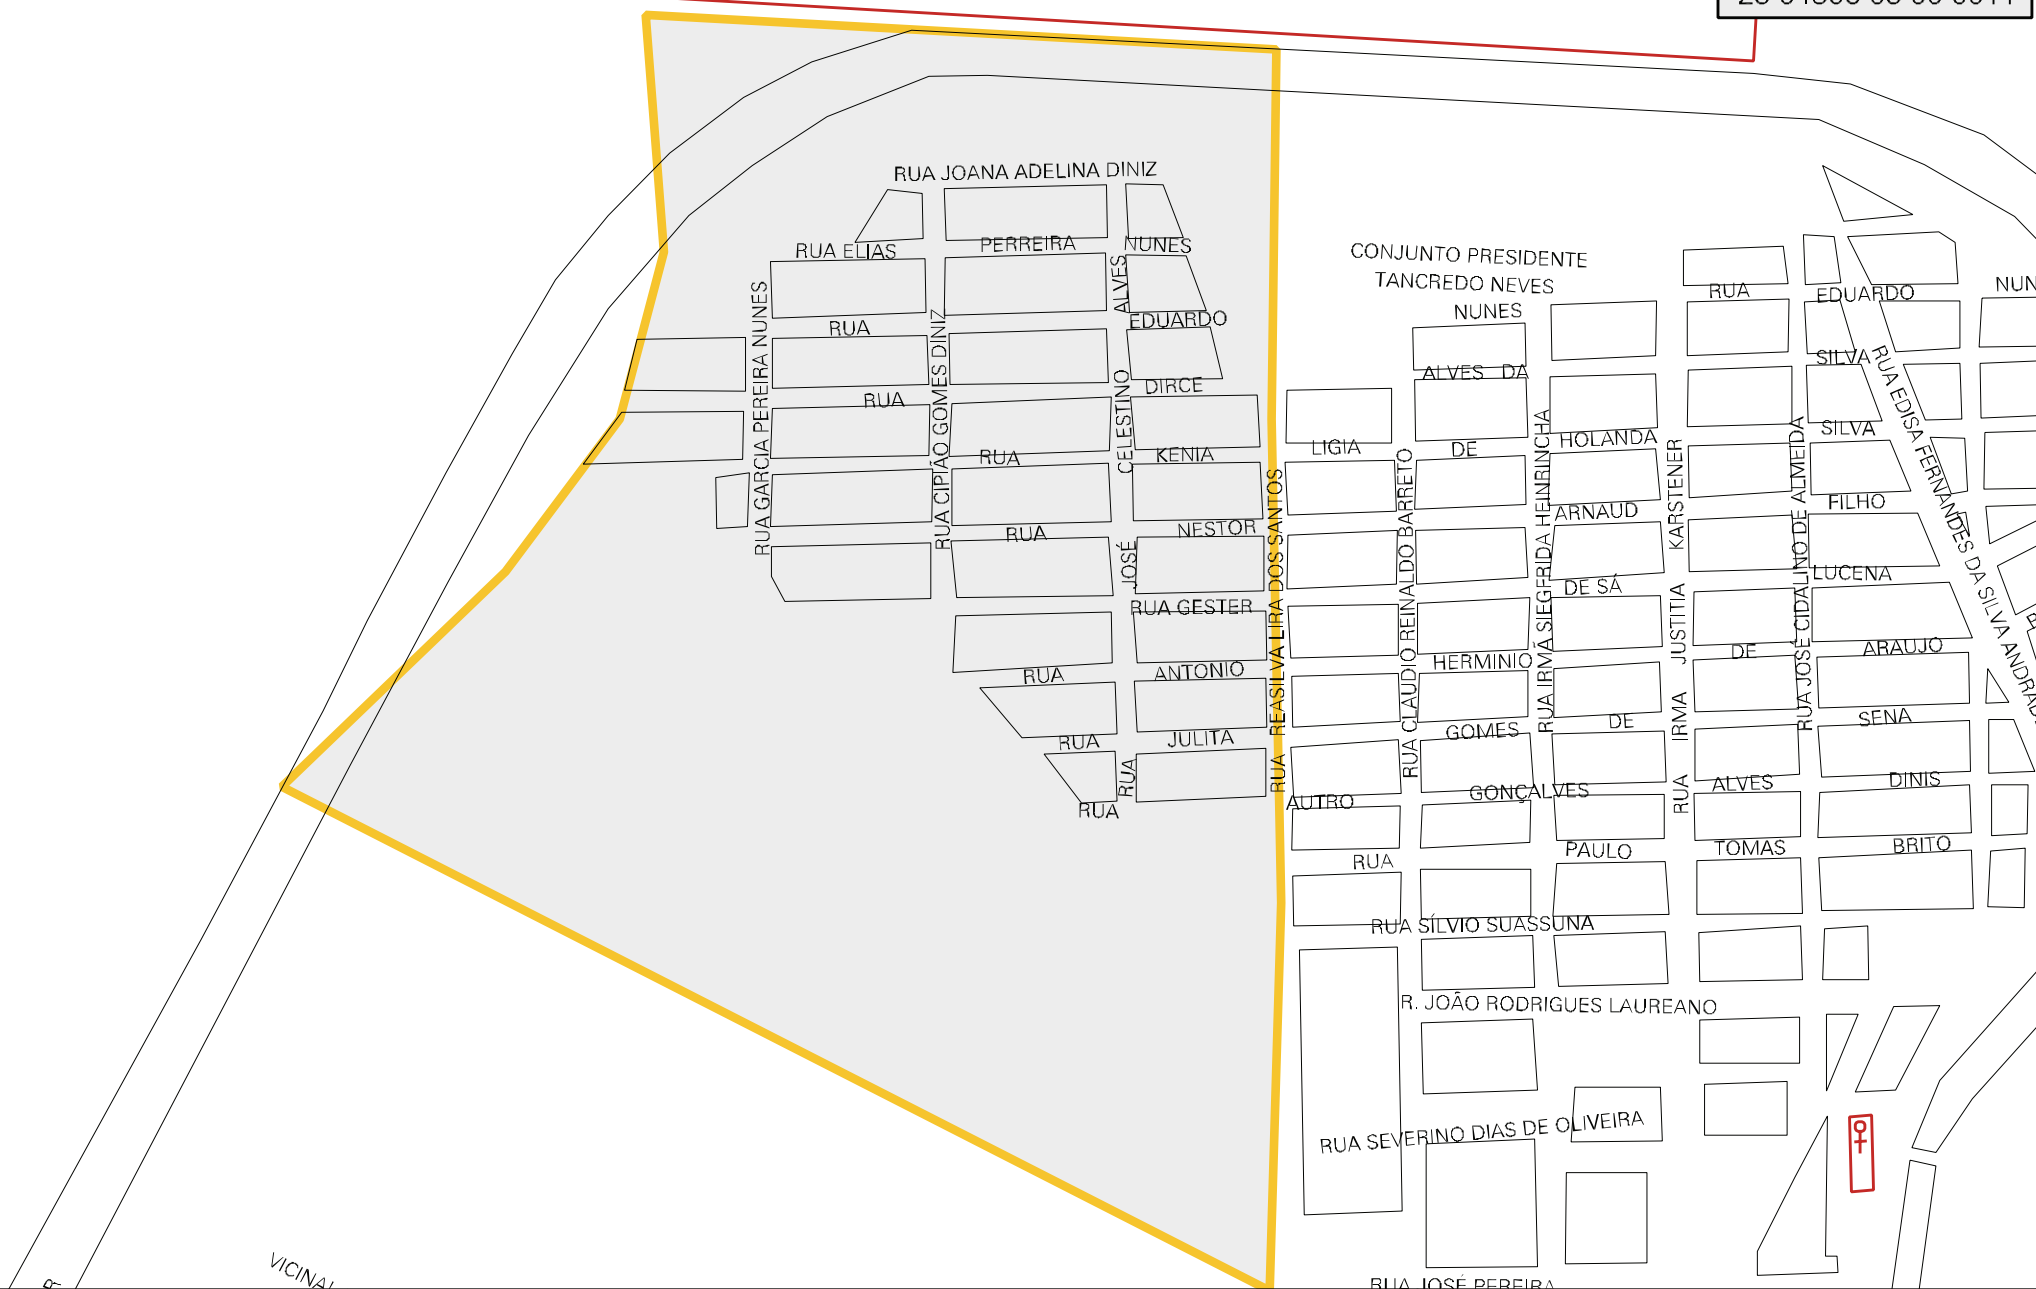 RUA JOANA ADELINA DINIZ
RUA ELIAS PERREIRA NUNES
CONJUNTO PRESIDENTE
TANCREDO NEVES
RUA EDUARDO NUNES
RUA EDUARDO
RUA DIRCE ALVES DA SILVA
RUA KENIA LIGIA DE HOLANDA SILVA
RUA NESTOR ARNAUD FILHO
RUA GESTER DE SÁ LUCENA
RUA ANTONIO HERMINIO DE ARAUJO
RUA JULITA GOMES DE SENA
RUA AUTRO GONÇALVES ALVES DINIS
RUA PAULO TOMAS BRITO
RUA SÍLVIO SUASSUNA
R. JOÃO RODRIGUES LAUREANO
RUA SEVERINO DIAS DE OLIVEIRA
RUA JOSÉ PEREIRA
RUA GARCIA PEREIRA NUNES
RUA CIPIÃO GOMES DINIZ
RUA JOSÉ CELESTINO ALVES
RUA REASILVA LIRA DOS SANTOS
RUA CLAUDIO REINALDO BARRETO
RUA IRMÃ SIEGFRIDA HEINRINCHA
RUA IRMA JUSTITIA KARSTENER
RUA JOSÉ CIDALINO DE ALMEIDA
RUA EDISA FERNANDES DA SILVA ANDRAD
NUN
VICINAL
R